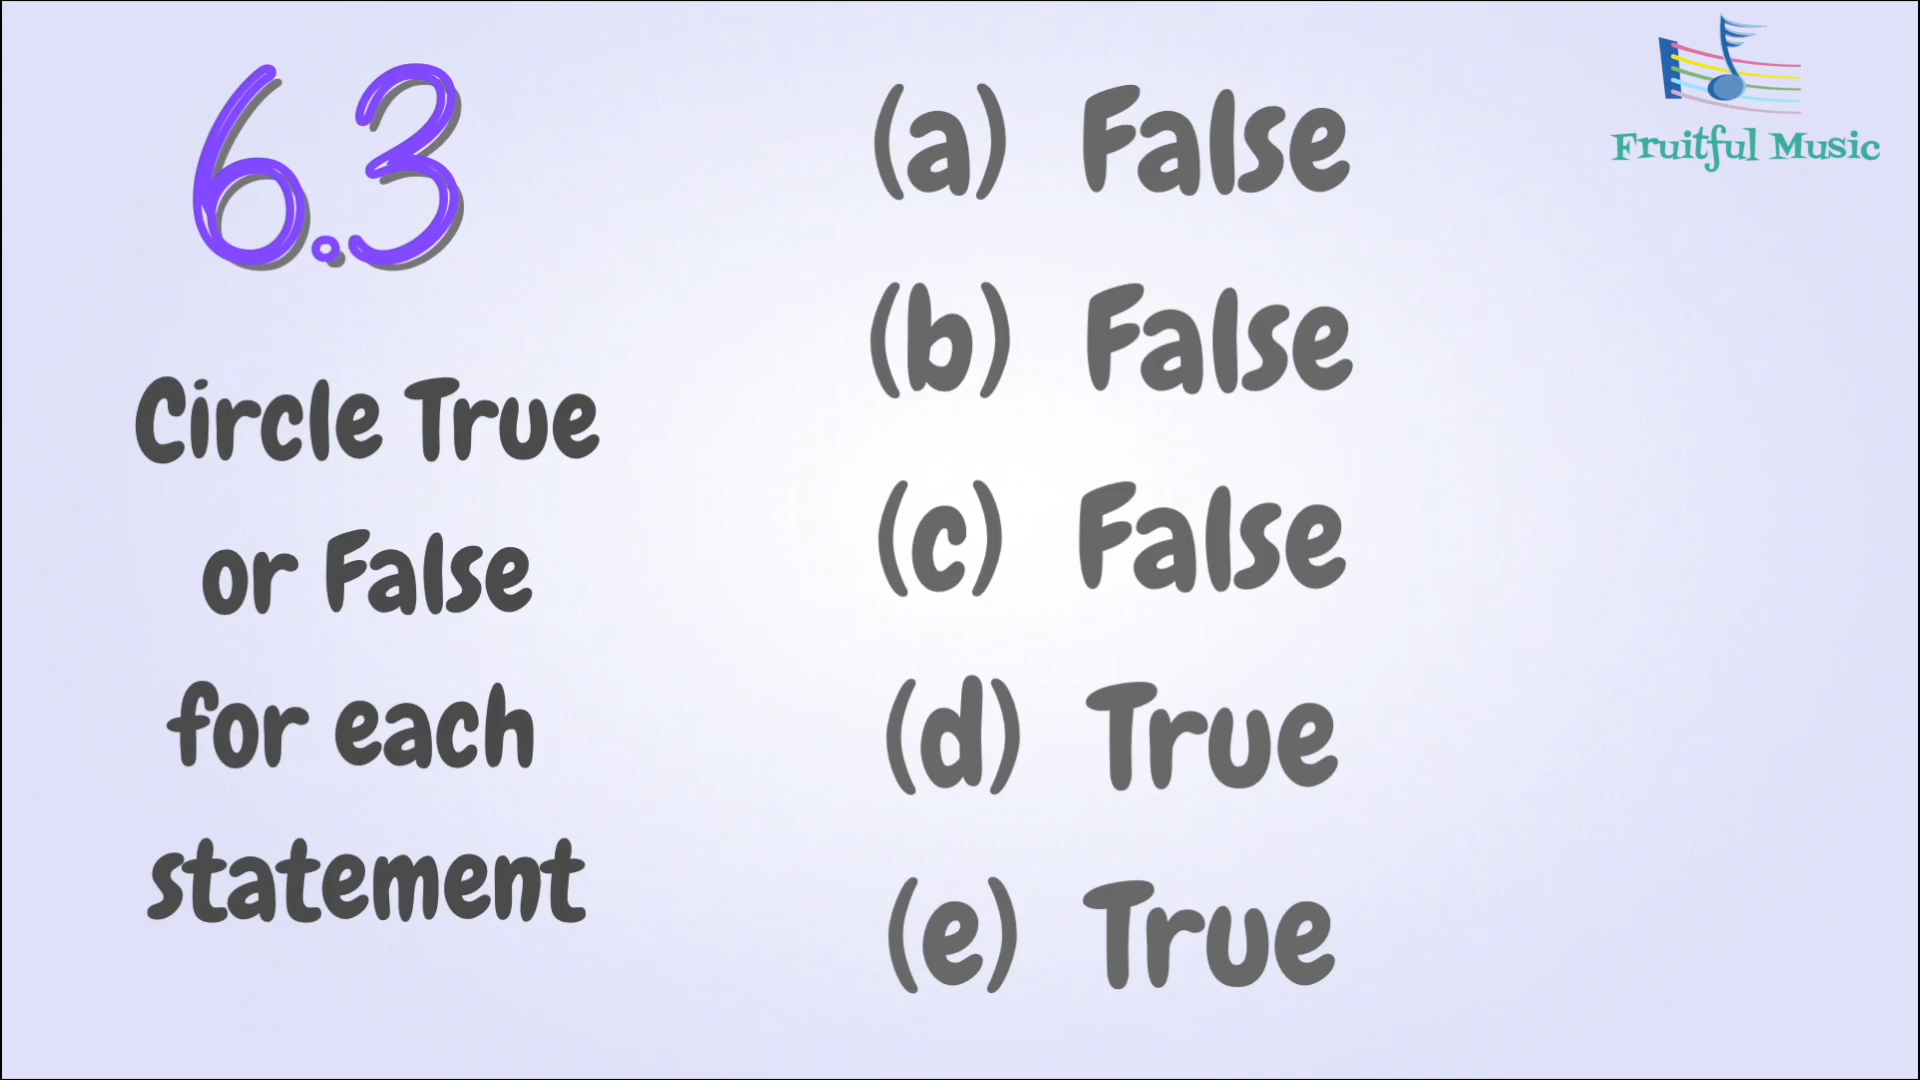 6.3
Circle True
or False
for each
statement
(a) False
(b) False
(c) False
(d) True
(e) True
Fruitful Music